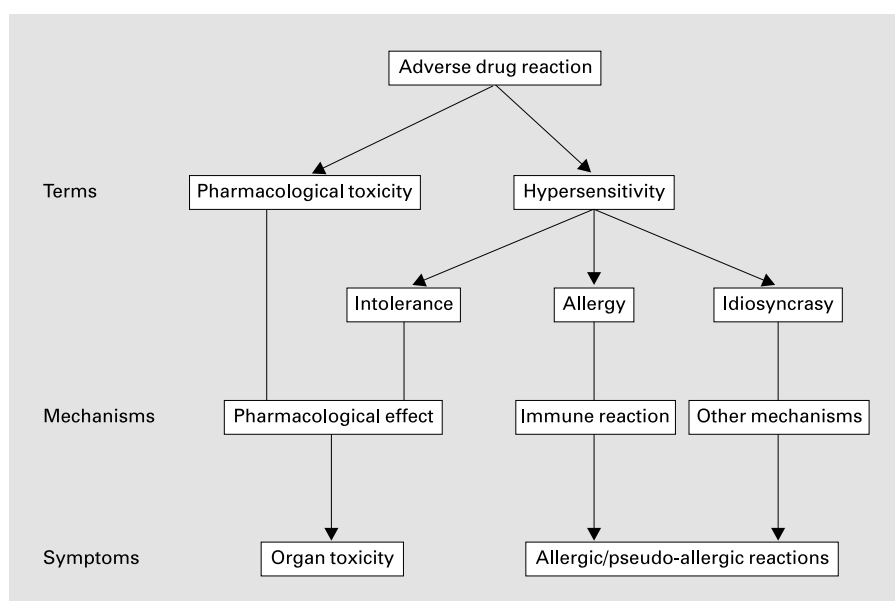 Adverse drug reaction
Terms
Pharmacological toxicity
Hypersensitivity
Intolerance
Allergy
Idiosyncrasy
Mechanisms
Pharmacological effect
Immune reaction
Other mechanisms
Symptoms
Organ toxicity
Allergic/pseudo-allergic reactions